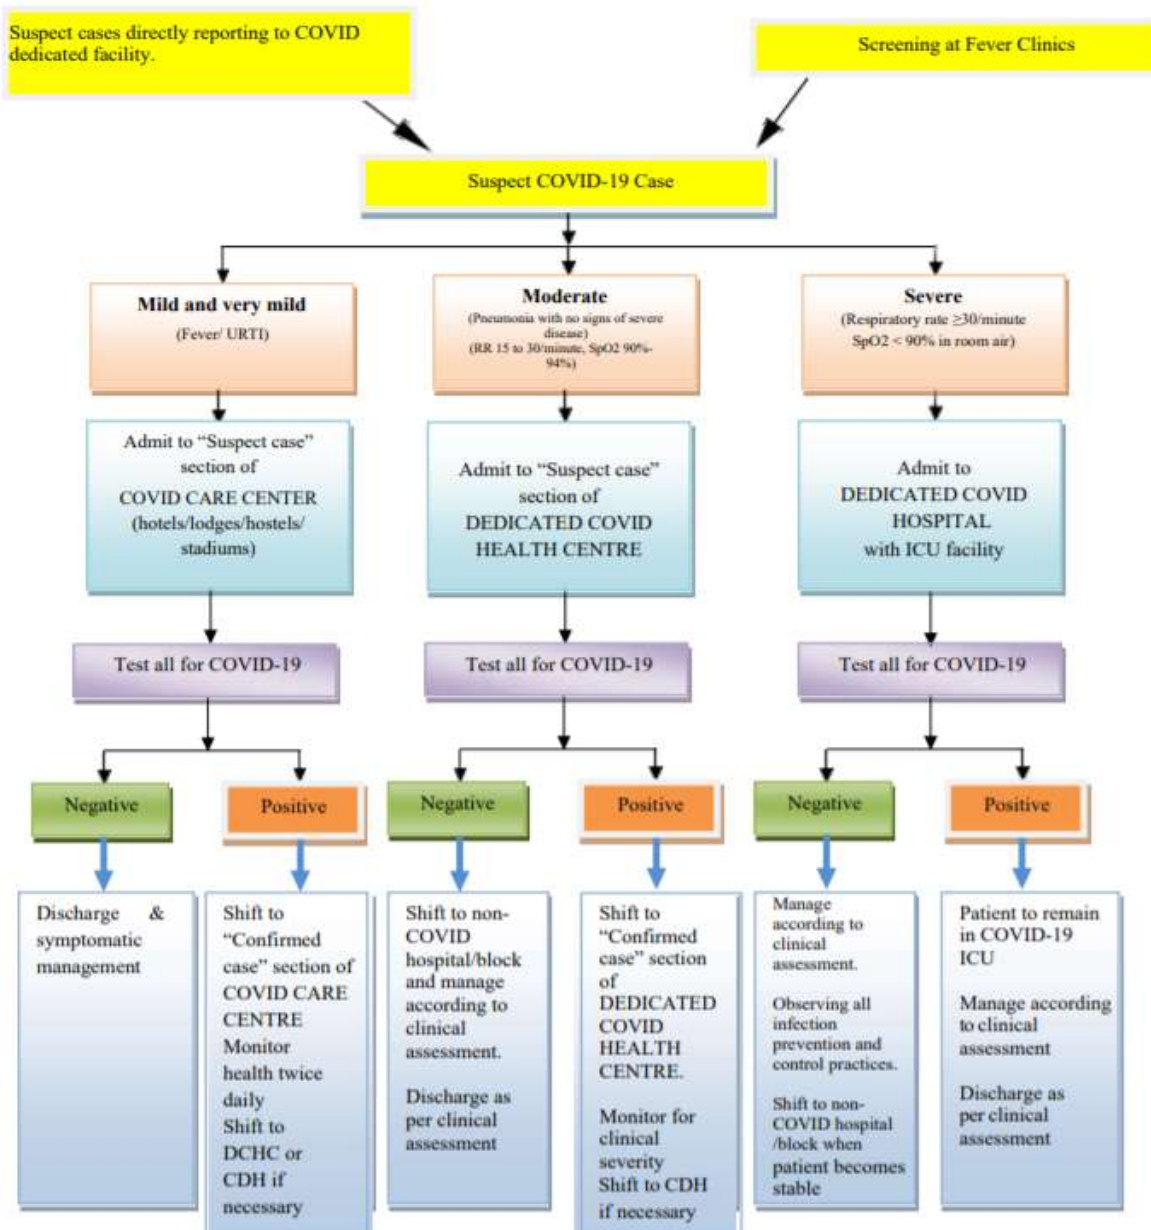 Suspect cases directly reporting to COVID
dedicated facility.
Screening at Fever Clinics
Suspect COVID-19 Case
Mild and very mild
(Fever/ URTI)
Moderate
(Pneumonia with no signs of severe
disease)
(RR 15 to 30/minute, SpO2 90%-
94%)
Severe
(Respiratory rate ≥30/minute
SpO2 < 90% in room air)
Admit to “Suspect case”
section of
COVID CARE CENTER
(hotels/lodges/hostels/
stadiums)
Admit to “Suspect case”
section of
DEDICATED COVID
HEALTH CENTRE
Admit to
DEDICATED COVID
HOSPITAL
with ICU facility
Test all for COVID-19
Test all for COVID-19
Test all for COVID-19
Negative
Positive
Negative
Positive
Negative
Positive
Discharge &
symptomatic
management
Shift to
“Confirmed
case” section of
COVID CARE
CENTRE
Monitor
health twice
daily
Shift to
DCHC or
CDH if
necessary
Shift to non-
COVID
hospital/block
and manage
according to
clinical
assessment.
Discharge as
per clinical
assessment
Shift to
“Confirmed
case” section
of
DEDICATED
COVID
HEALTH
CENTRE.
Monitor for
clinical
severity
Shift to CDH
if necessary
Manage
according to
clinical
assessment.
Observing all
infection
prevention and
control practices.
Shift to non-
COVID hospital
/block when
patient becomes
stable
Patient to remain
in COVID-19
ICU
Manage according
to clinical
assessment
Discharge as
per clinical
assessment